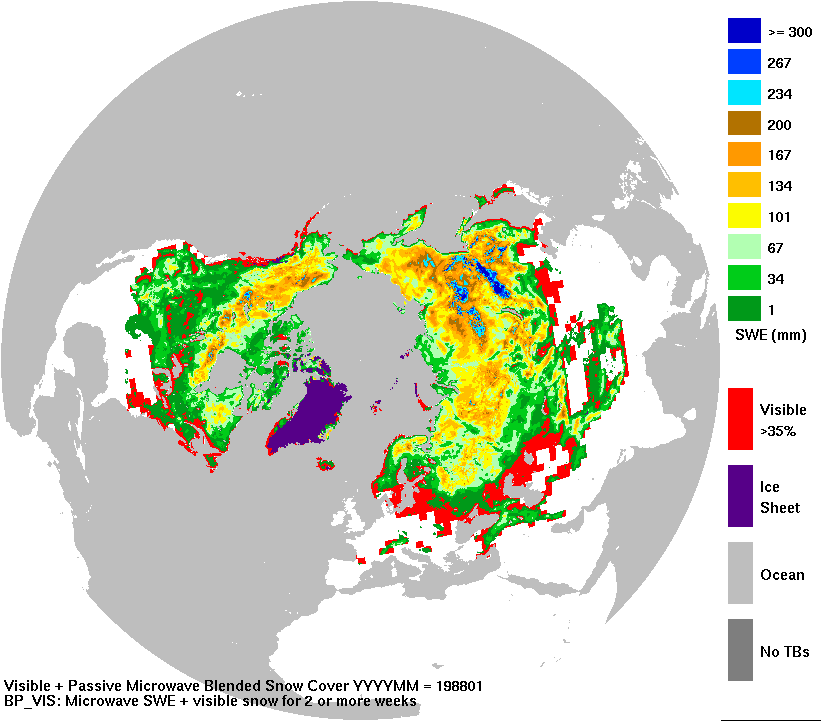 >= 300
267
234
200
167
134
101
67
34
1
SWE (mm)
Visible
>35%
Ice
Sheet
Ocean
No TBs
Visible + Passive Microwave Blended Snow Cover YYYYMM = 198801
BP_VIS: Microwave SWE + visible snow for 2 or more weeks